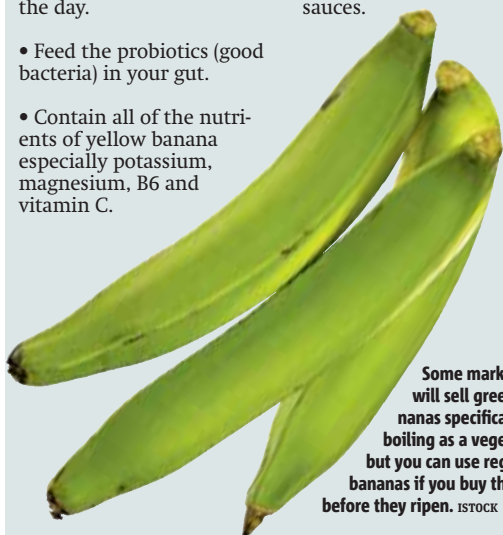 the day.
• Feed the probiotics (good
bacteria) in your gut.
• Contain all of the nutri-
ents of yellow banana
especially potassium,
magnesium, B6 and
vitamin C.
sauces.
Some mark
will sell gree
nanas specifica
boiling as a vege
but you can use reg
bananas if you buy th
before they ripen. ISTOCK